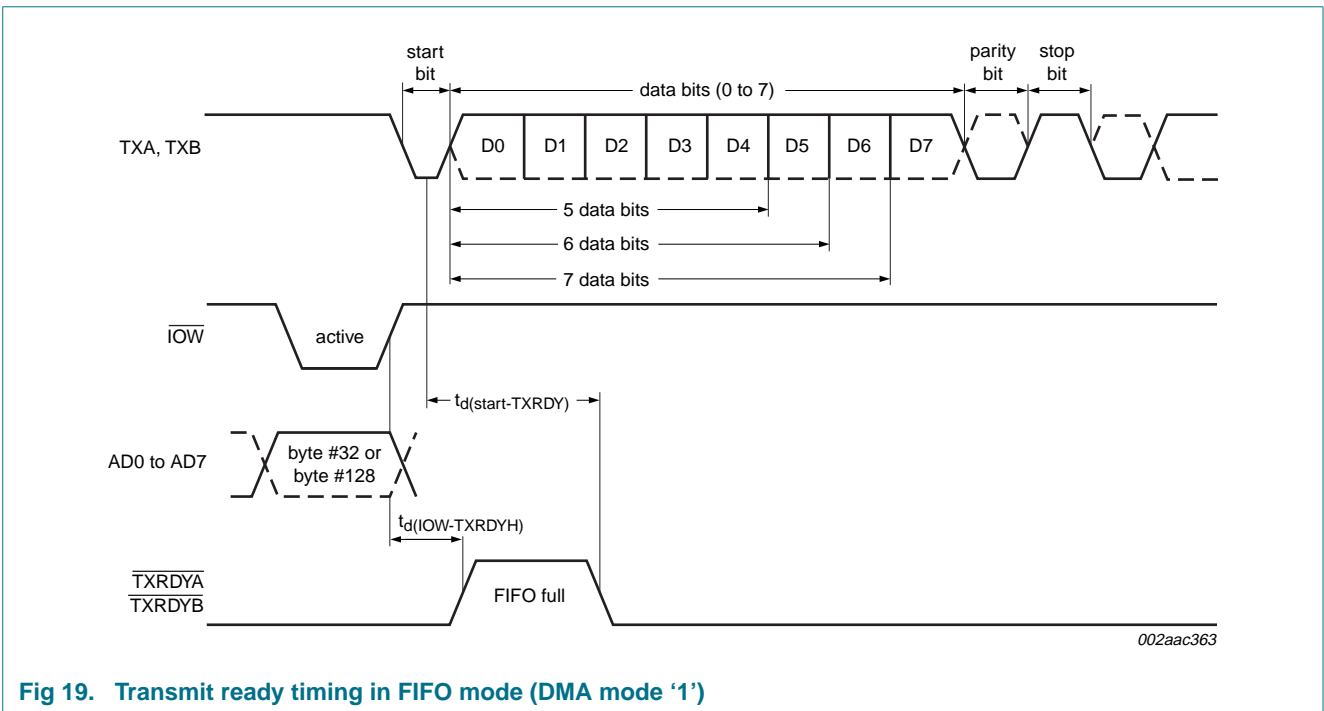 start
bit
parity
bit
stop
bit
data bits (0 to 7)
TXA, TXB
D0 D1 D2 D3 D4 D5 D6 D7
5 data bits
6 data bits
7 data bits
IOW
active
td(start-TXRDY)
AD0 to AD7
byte #32 or
byte #128
td(IOW-TXRDYH)
TXRDYA
TXRDYB
FIFO full
002aac363
Fig 19. Transmit ready timing in FIFO mode (DMA mode ‘1’)